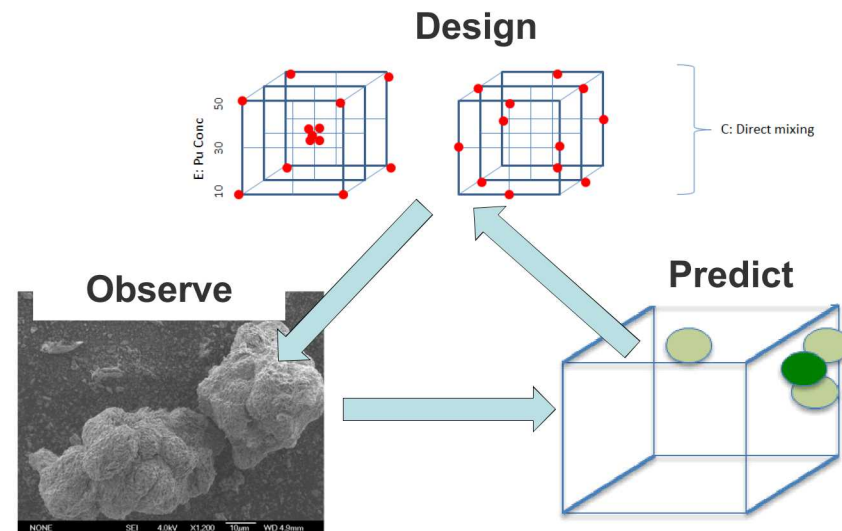 Design
E: Pu Conc
50
30
10
C: Direct mixing
Observe
Predict
NONE SEI 4.0kV X1,200 10µm WD 4.9mm